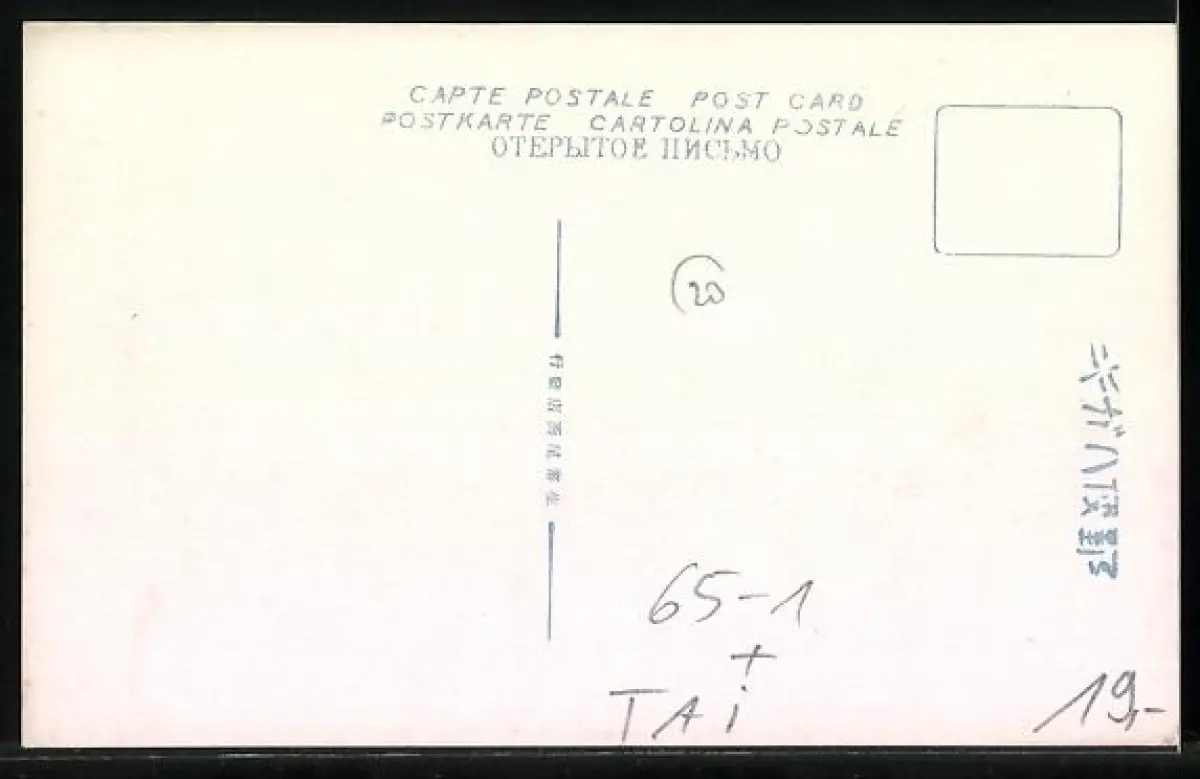 CAPTE POSTALE POST CARD
POSTKARTE CARTOLINA POSTALE
ОТЕРЫТОЕ ПИСЬМО
20
65-1
+
TAi
19,-